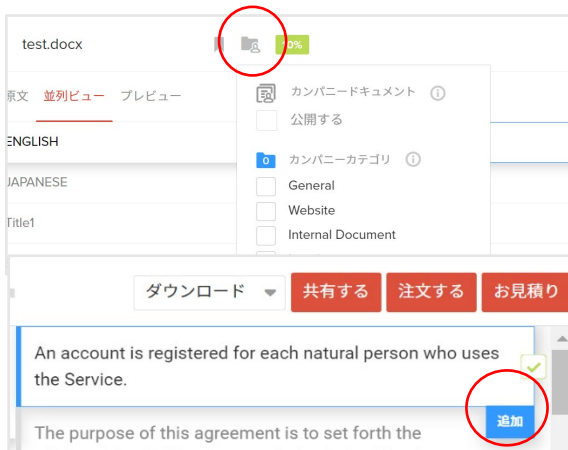 test.docx
0%
原文 並列ビュー プレビュー
カンパニードキュメント
公開する
ENGLISH
0 カンパニーカテゴリ
JAPANESE
General
Website
Title1
Internal Document
ダウンロード 共有する 注文する お見積り
An account is registered for each natural person who uses
the Service.
追加
The purpose of this agreement is to set forth the